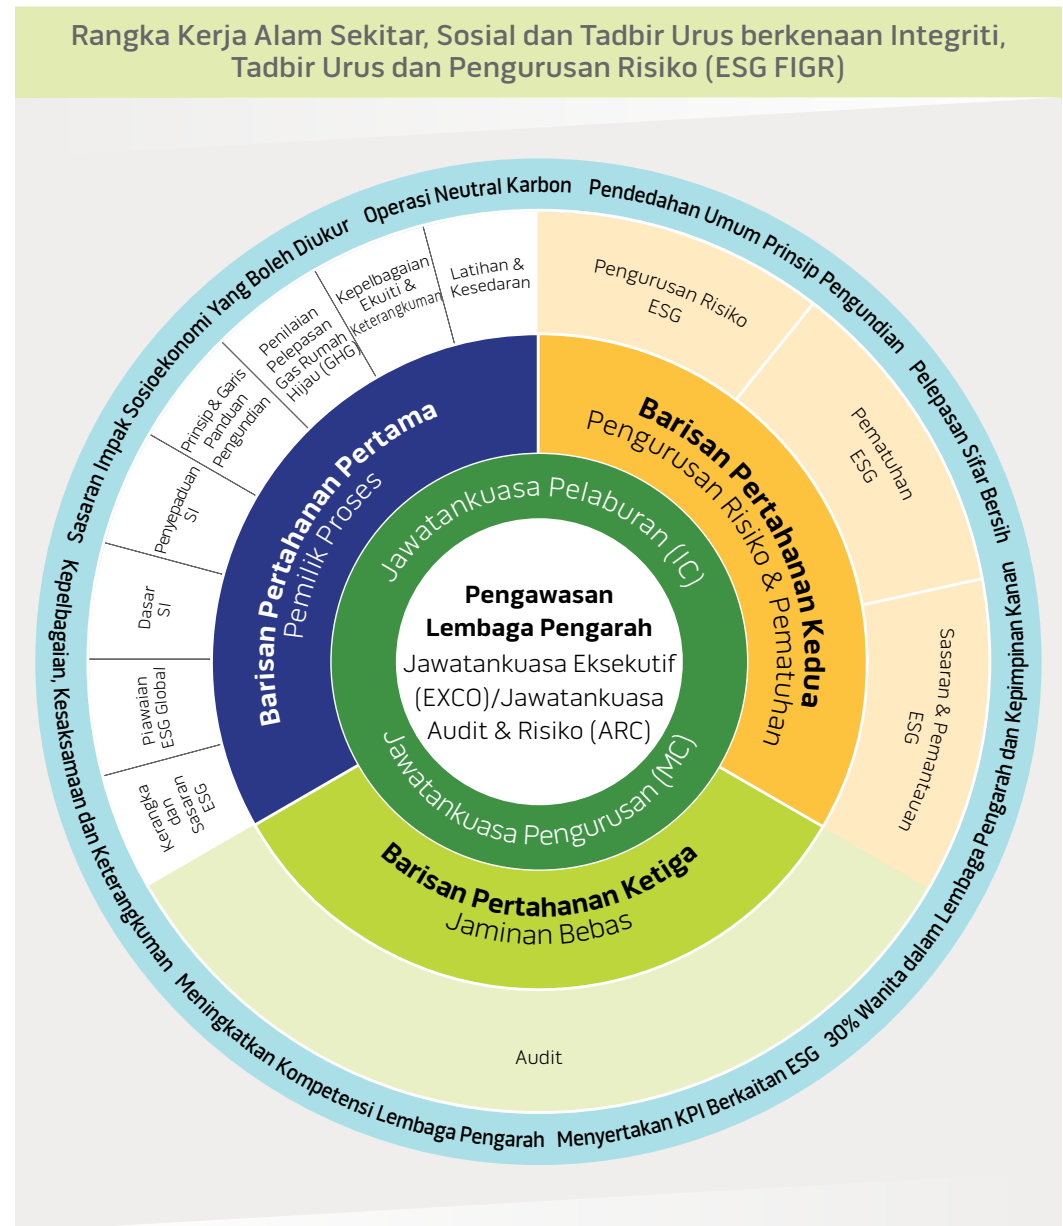 Rangka Kerja Alam Sekitar, Sosial dan Tadbir Urus berkenaan Integriti,
Tadbir Urus dan Pengurusan Risiko (ESG FIGR)
Operasi Neutral Karbon
Pendedahan Umum Prinsip Pengundian
Pelepasan Sifar Bersih
30% Wanita dalam Lembaga Pengarah dan Kepimpinan Kanan
Menyertakan KPI Berkaitan ESG
Meningkatkan Kompetensi Lembaga Pengarah
Kepelbagaian, Kesaksamaan dan Keterangkuman
Sasaran Impak Sosioekonomi Yang Boleh Diukur
Latihan &
Kesedaran
Kepelbagaian
Ekuiti &
Keterangkuman
Penilaian
Pelepasan
Gas Rumah
Hijau (GHG)
Prinsip & Garis
Panduan
Pengundian
Penyepaduan
SI
Dasar
SI
Piawaian
ESG Global
Kerangka
dan
Sasaran
ESG
Pengurusan Risiko
ESG
Pematuhan
ESG
Sasaran & Pemantauan
ESG
Audit
Barisan Pertahanan Pertama
Pemilik Proses
Barisan Pertahanan Kedua
Pengurusan Risiko & Pematuhan
Barisan Pertahanan Ketiga
Jaminan Bebas
Jawatankuasa Pelaburan (IC)
Jawatankuasa Pengurusan (MC)
Pengawasan
Lembaga Pengarah
Jawatankuasa Eksekutif
(EXCO)/Jawatankuasa
Audit & Risiko (ARC)